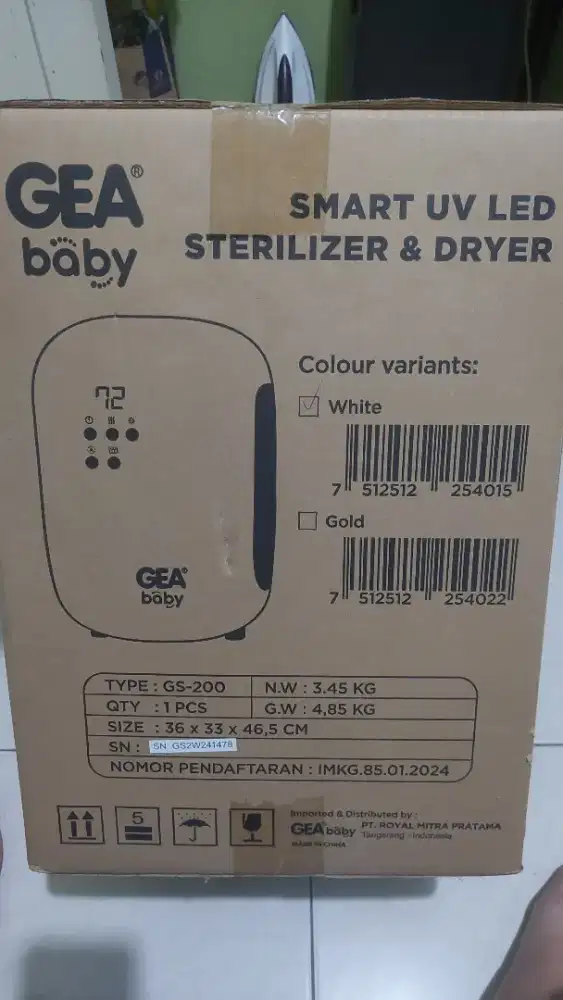 GEA®
baby
SMART UV LED
STERILIZER & DRYER
72
GEA®
baby
Colour variants:
White
7 512512 254015
Gold
7 512512 254022
TYPE : GS-200
N.W : 3.45 KG
QTY : 1 PCS
G.W : 4,85 KG
SIZE : 36 x 33 x 46,5 CM
SN : SN GS2W241478
NOMOR PENDAFTARAN : IMKG.85.01.2024
5
Imported & Distributed by :
GEA baby
PT. ROYAL MITRA PRATAMA
Tangerang - Indonesia
MADE IN CHINA